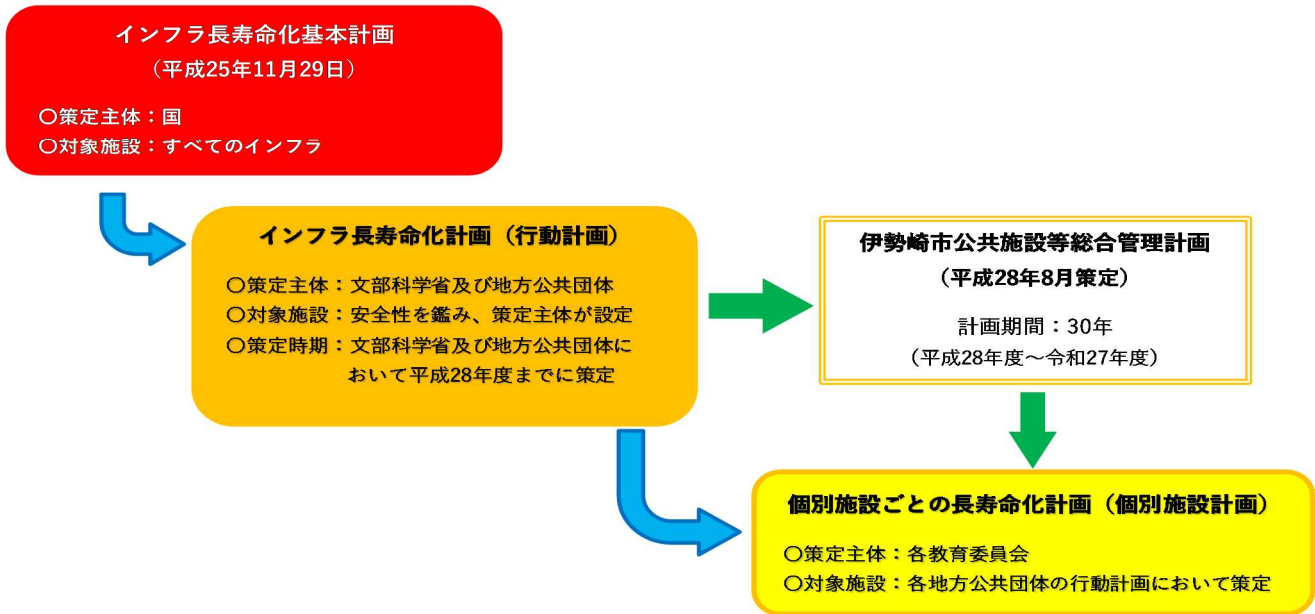 インフラ長寿命化基本計画
（平成25年11月29日）
〇策定主体：国
〇対象施設：すべてのインフラ
インフラ長寿命化計画（行動計画）
〇策定主体：文部科学省及び地方公共団体
〇対象施設：安全性を鑑み、策定主体が設定
〇策定時期：文部科学省及び地方公共団体に
おいて平成28年度までに策定
伊勢崎市公共施設等総合管理計画
（平成28年8月策定）
計画期間：30年
（平成28年度～令和27年度）
個別施設ごとの長寿命化計画（個別施設計画）
〇策定主体：各教育委員会
〇対象施設：各地方公共団体の行動計画において策定